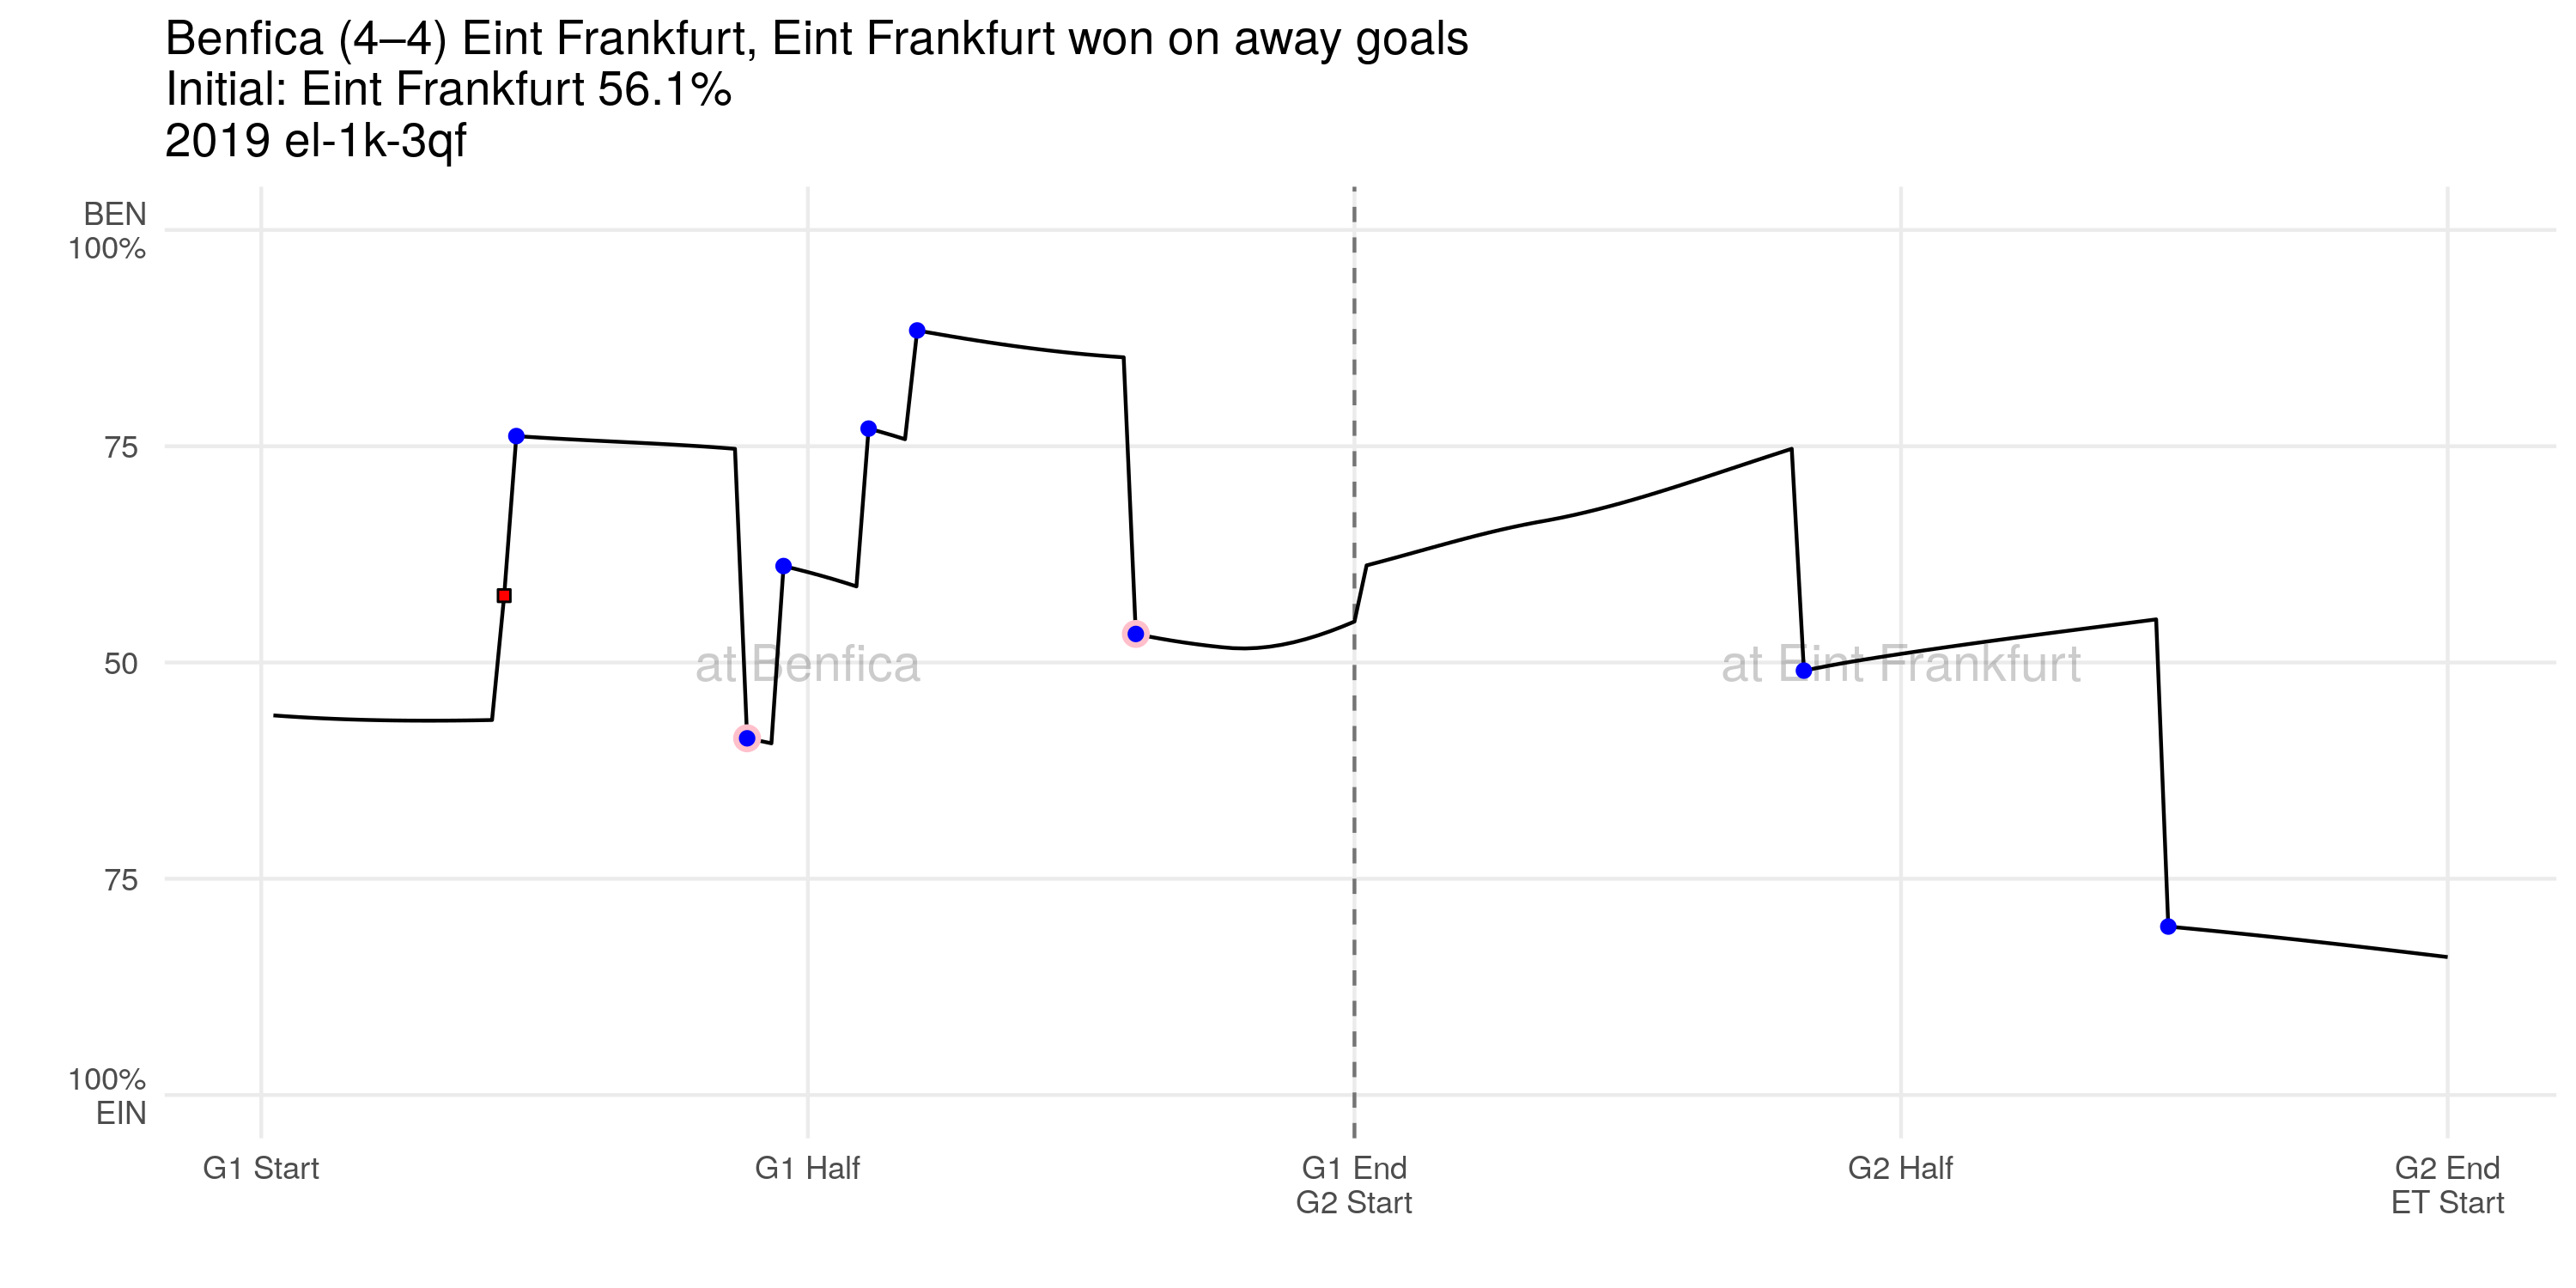 Benfica (4–4) Eint Frankfurt, Eint Frankfurt won on away goals
Initial: Eint Frankfurt 56.1%
2019 el-1k-3qf
BEN
100%
75
50
75
100%
EIN
at Benfica
at Eint Frankfurt
G1 Start
G1 Half
G1 End
G2 Start
G2 Half
G2 End
ET Start